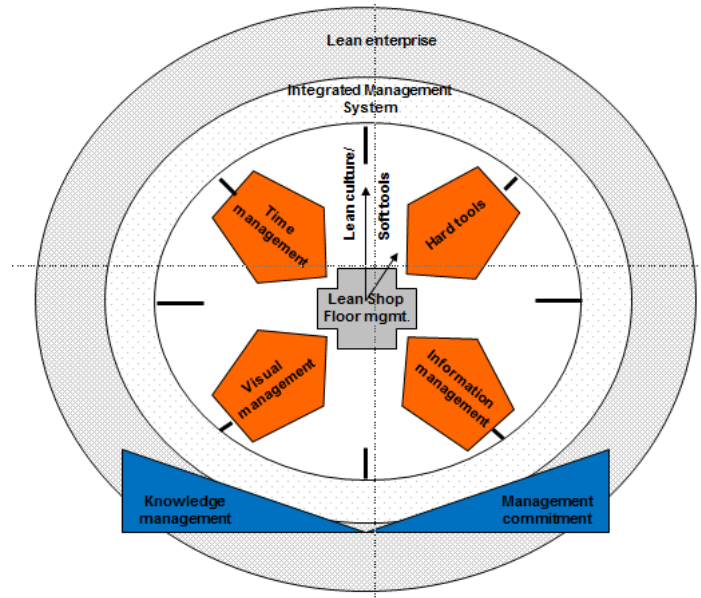 Lean enterprise
Integrated Management
System
Lean culture/
Soft tools
Time
management
Hard tools
Lean Shop
Floor mgmt.
Visual
management
Information
management
Knowledge
management
Management
commitment